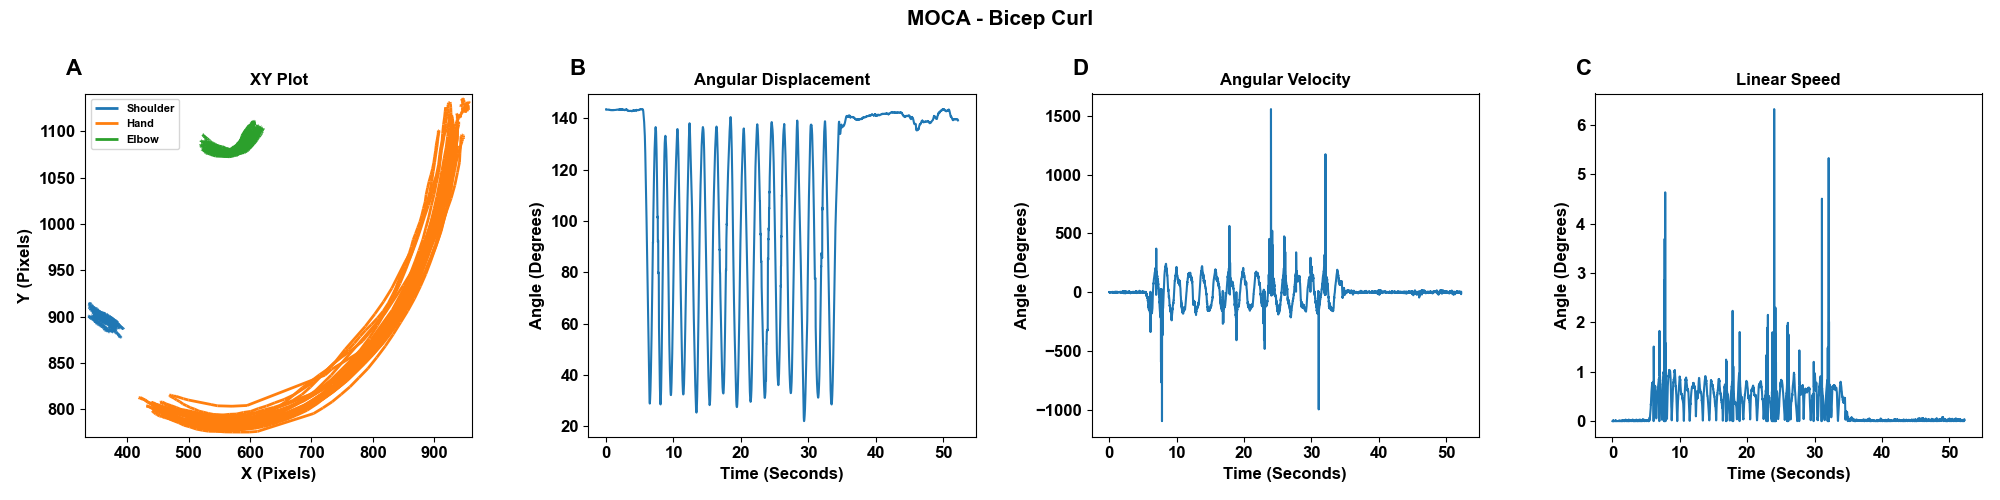 MOCA - Bicep Curl
A
XY Plot
Shoulder
Hand
Elbow
1100
1050
1000
950
900
850
800
Y (Pixels)
400 500 600 700 800 900
X (Pixels)
B
Angular Displacement
140
120
100
80
60
40
20
Angle (Degrees)
0 10 20 30 40 50
Time (Seconds)
D
Angular Velocity
1500
1000
500
0
−500
−1000
Angle (Degrees)
0 10 20 30 40 50
Time (Seconds)
C
Linear Speed
6
5
4
3
2
1
0
Angle (Degrees)
0 10 20 30 40 50
Time (Seconds)